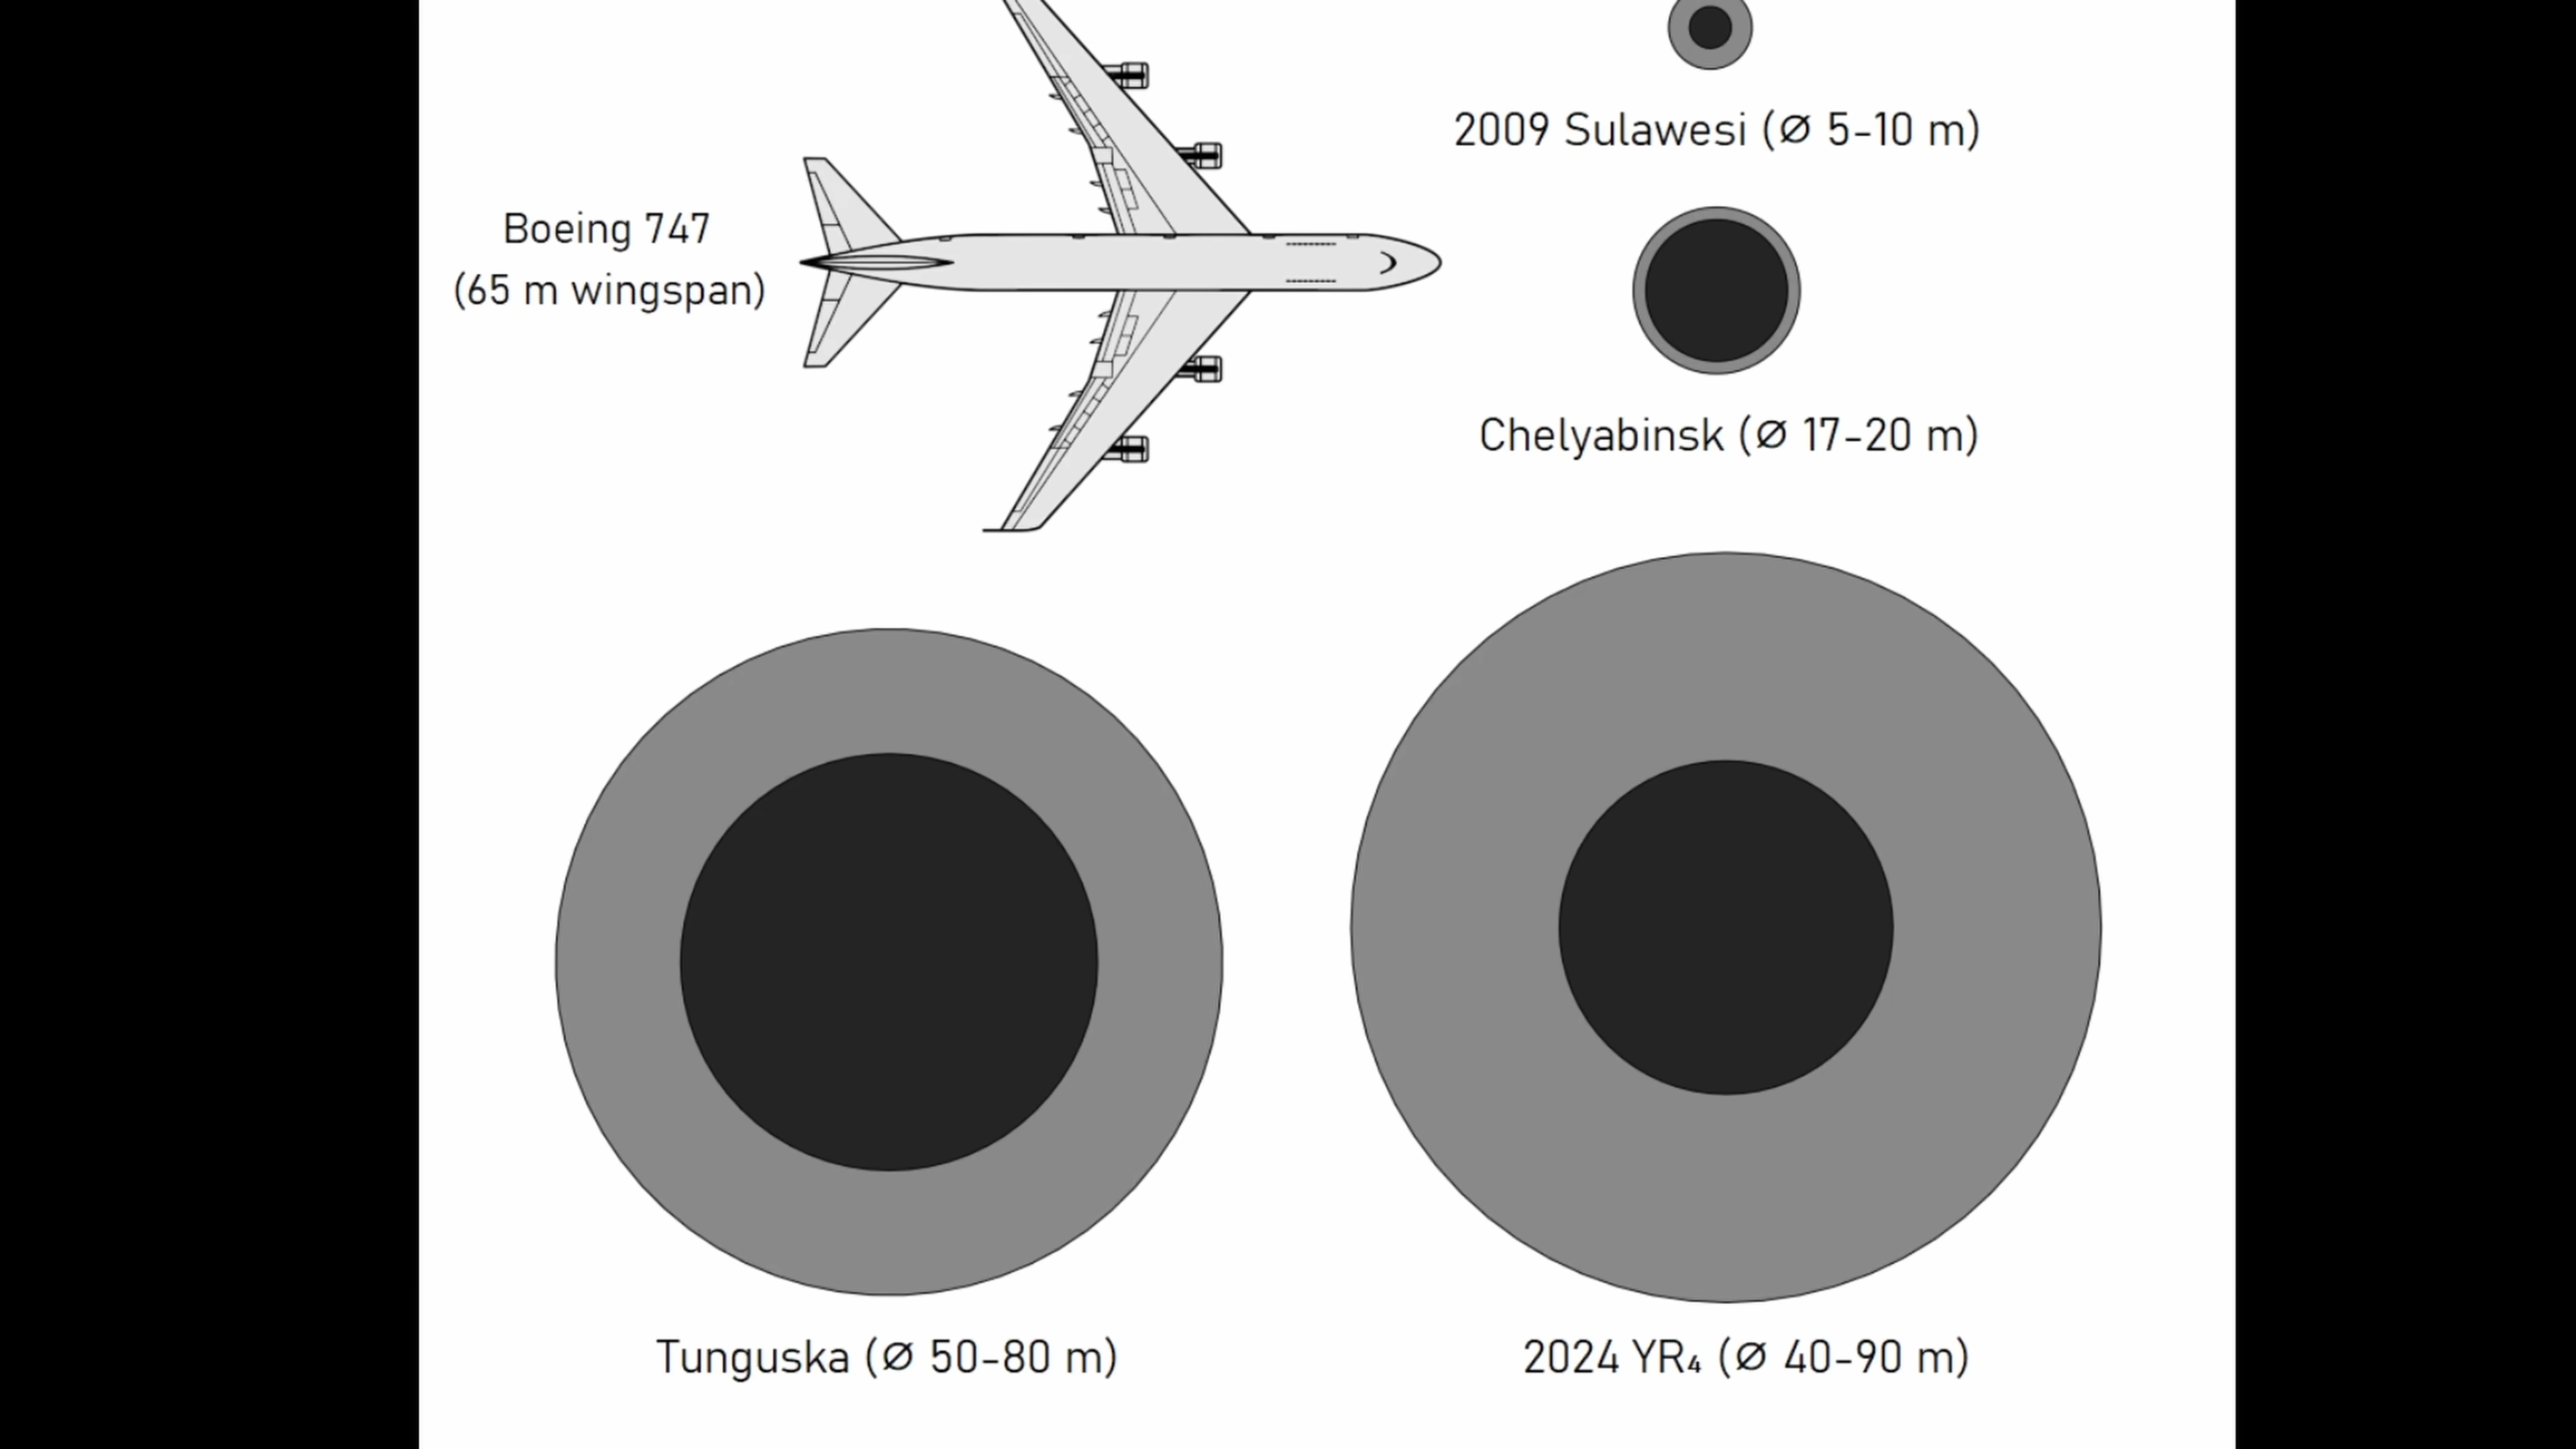 2009 Sulawesi (∅ 5-10 m)
Boeing 747
(65 m wingspan)
Chelyabinsk (∅ 17-20 m)
Tunguska (∅ 50-80 m)
2024 YR₄ (∅ 40-90 m)